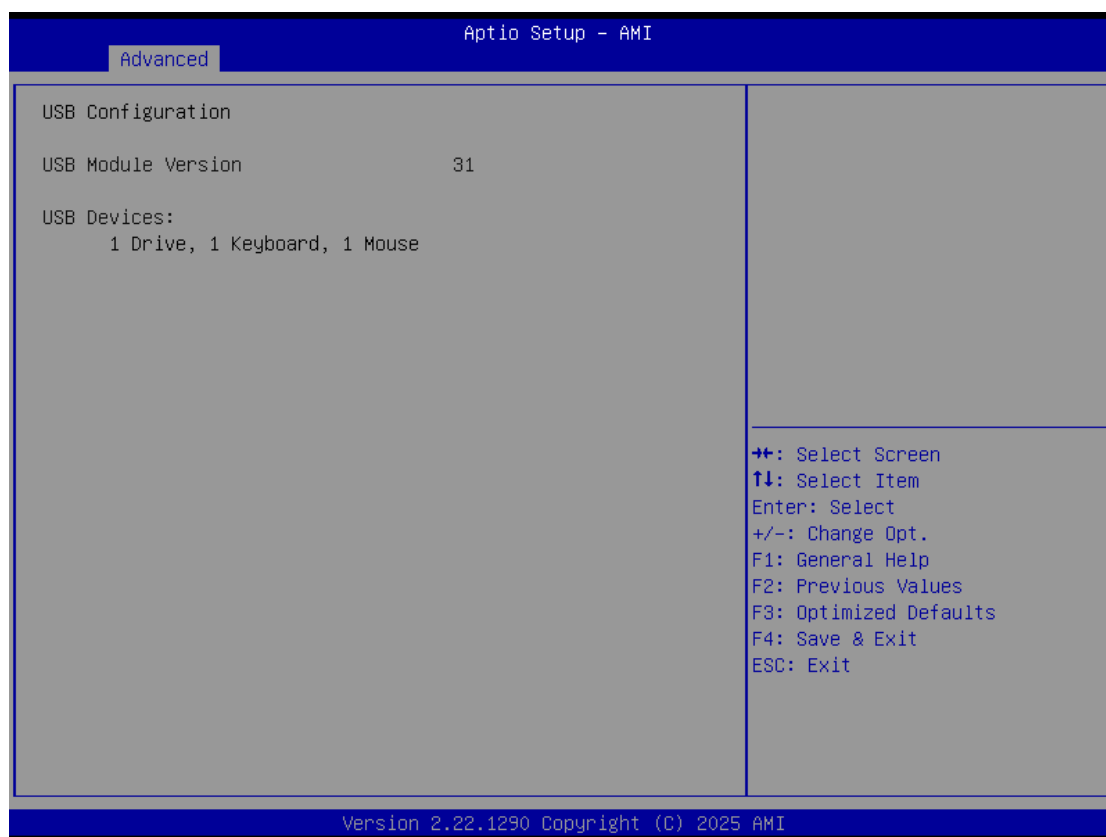 Aptio Setup – AMI
Advanced
USB Configuration
USB Module Version 31
USB Devices:
1 Drive, 1 Keyboard, 1 Mouse
→←: Select Screen
↑↓: Select Item
Enter: Select
+/-: Change Opt.
F1: General Help
F2: Previous Values
F3: Optimized Defaults
F4: Save & Exit
ESC: Exit
Version 2.22.1290 Copyright (C) 2025 AMI